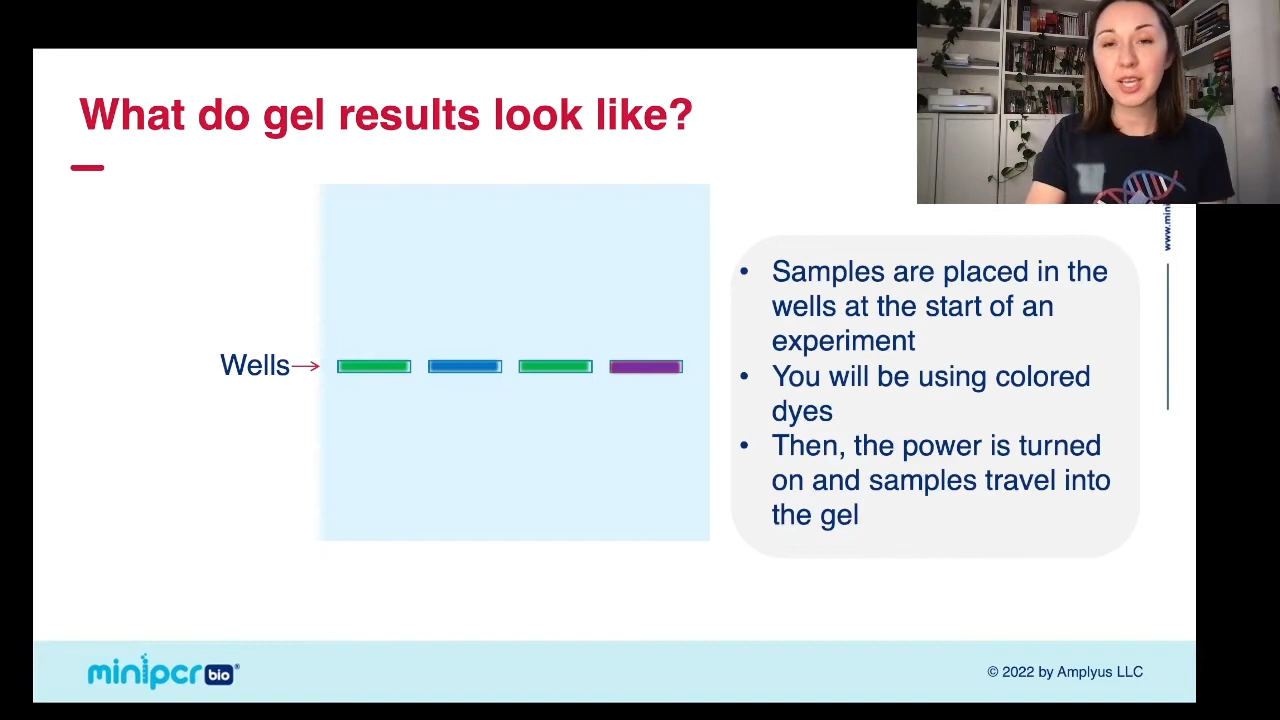 What do gel results look like?
Wells
• Samples are placed in the
wells at the start of an
experiment
• You will be using colored
dyes
• Then, the power is turned
on and samples travel into
the gel
www.mini
minipcr bio®
© 2022 by Amplyus LLC